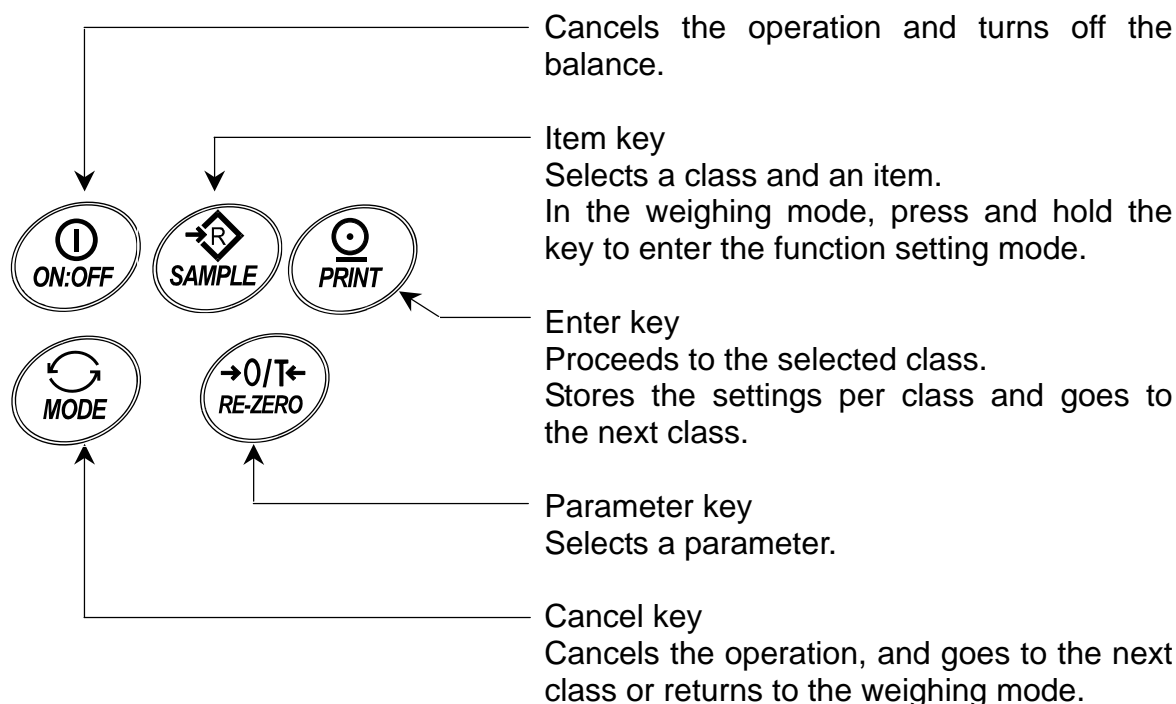 Cancels the operation and turns off the
balance.
Item key
Selects a class and an item.
In the weighing mode, press and hold the
key to enter the function setting mode.
ON:OFF
R
SAMPLE
PRINT
Enter key
Proceeds to the selected class.
Stores the settings per class and goes to
the next class.
MODE
→0/T←
RE-ZERO
Parameter key
Selects a parameter.
Cancel key
Cancels the operation, and goes to the next
class or returns to the weighing mode.